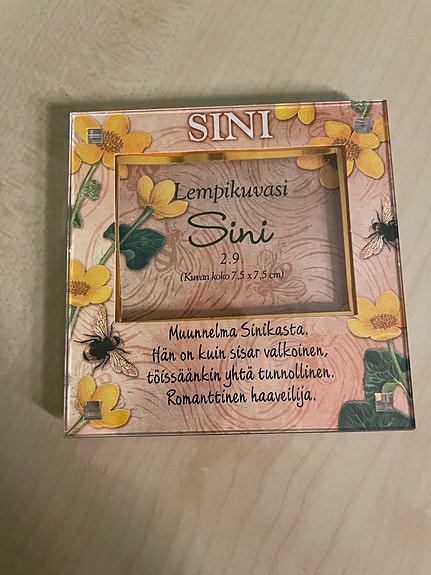 SINI
Lempikuvasi
Sini
2.9.
(Kuvan koko 7,5 x 7,5 cm)
Muunnelma Sinikasta.
Hän on kuin sisar valkoinen,
töissäänkin yhtä tunnollinen.
Romanttinen haaveilija.